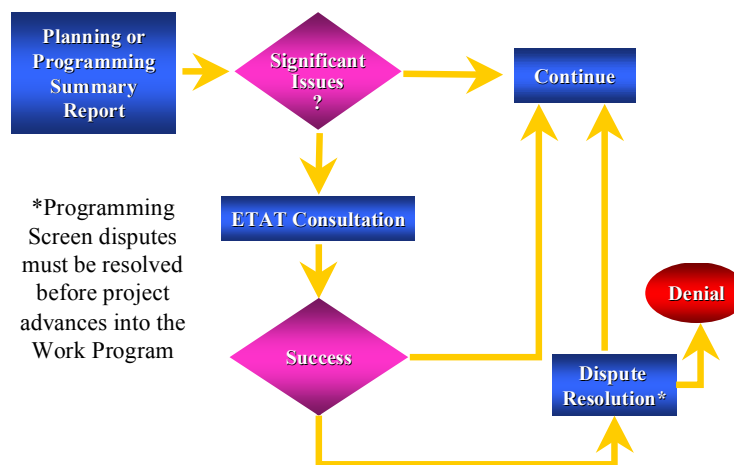 Planning or
Programming
Summary
Report
Significant
Issues
?
Continue
ETAT Consultation
*Programming
Screen disputes
must be resolved
before project
advances into the
Work Program
Success
Denial
Dispute
Resolution*